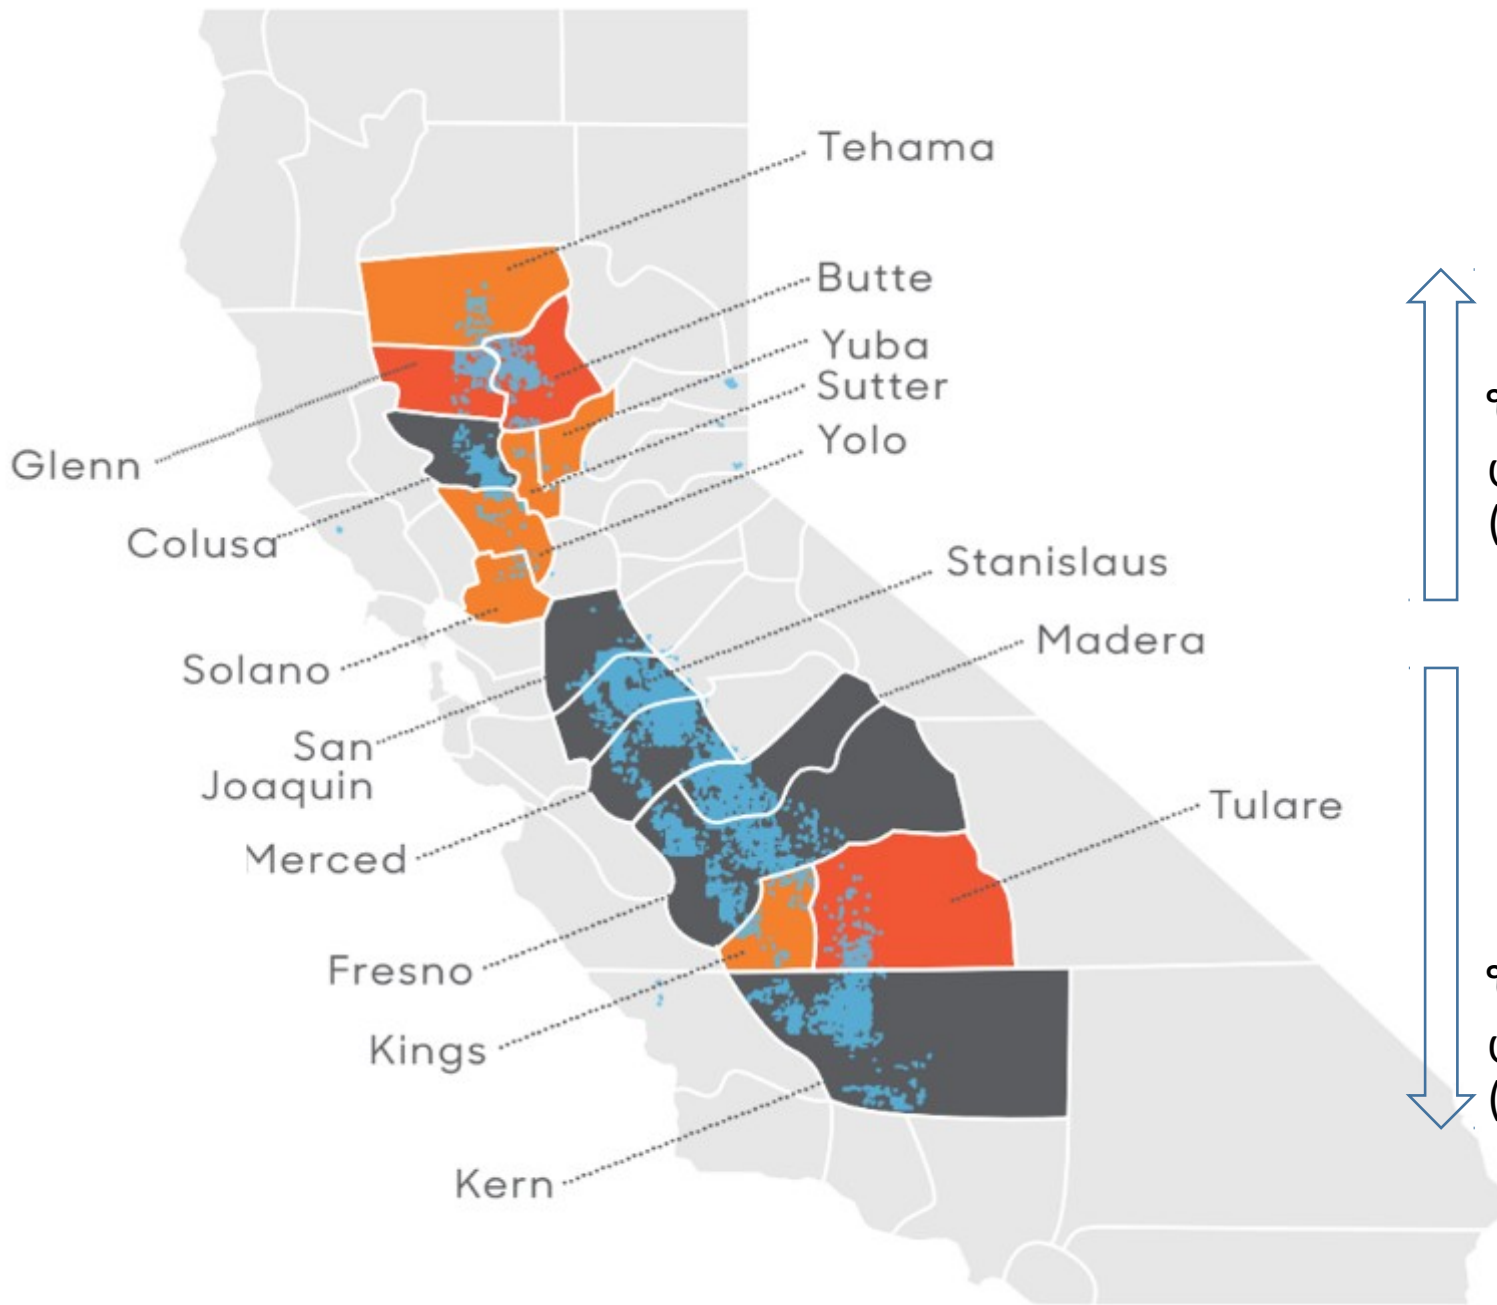 Tehama
Butte
Yuba
Sutter
Yolo
Glenn
Colusa
Stanislaus
Madera
Solano
San
Joaquin
Merced
Tulare
Fresno
Kings
Kern